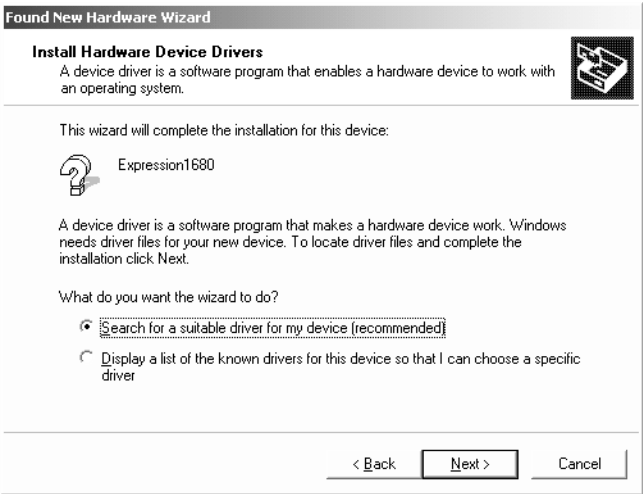 Found New Hardware Wizard
Install Hardware Device Drivers
A device driver is a software program that enables a hardware device to work with
an operating system.
This wizard will complete the installation for this device:
Expression1680
A device driver is a software program that makes a hardware device work. Windows
needs driver files for your new device. To locate driver files and complete the
installation click Next.
What do you want the wizard to do?
Search for a suitable driver for my device (recommended)
Display a list of the known drivers for this device so that I can choose a specific
driver
< Back Next > Cancel